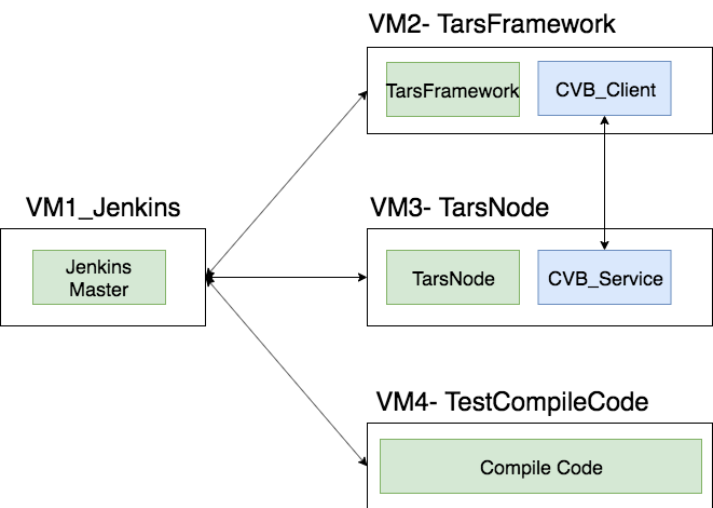 VM2- TarsFramework
TarsFramework
CVB_Client
VM1_Jenkins
Jenkins
Master
VM3- TarsNode
TarsNode
CVB_Service
VM4- TestCompileCode
Compile Code